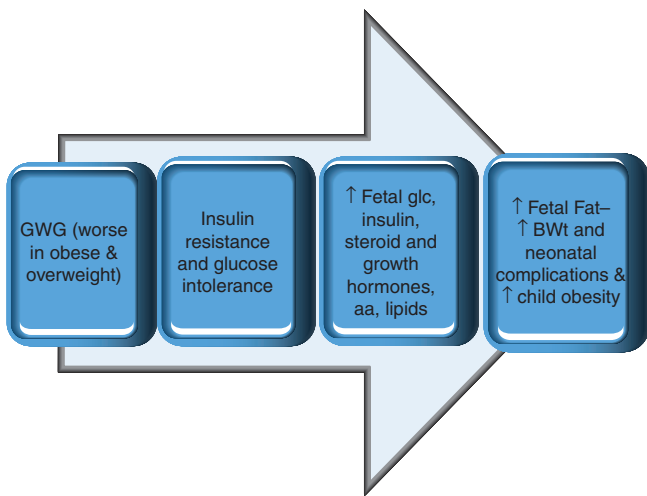 GWG (worse
in obese &
overweight)
Insulin
resistance
and glucose
intolerance
↑ Fetal glc,
insulin,
steroid and
growth
hormones,
aa, lipids
↑ Fetal Fat–
↑ BWt and
neonatal
complications &
↑ child obesity